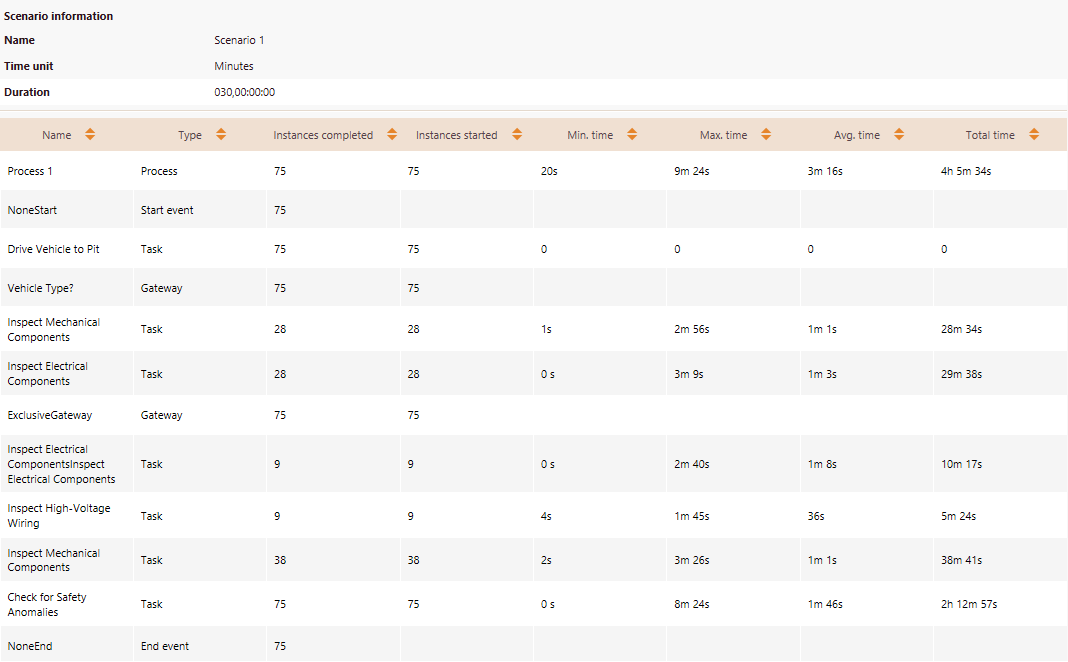 Scenario information
Name Scenario 1
Time unit Minutes
Duration 030,00:00:00
Name Type Instances completed Instances started Min. time Max. time Avg. time Total time
Process 1 Process 75 75 20s 9m 24s 3m 16s 4h 5m 34s
NoneStart Start event 75
Drive Vehicle to Pit Task 75 75 0 0 0 0
Vehicle Type? Gateway 75 75
Inspect Mechanical
Components Task 28 28 1s 2m 56s 1m 1s 28m 34s
Inspect Electrical
Components Task 28 28 0 s 3m 9s 1m 3s 29m 38s
ExclusiveGateway Gateway 75 75
Inspect Electrical
ComponentsInspect Task 9 9 0 s 2m 40s 1m 8s 10m 17s
Electrical Components
Inspect High-Voltage
Wiring Task 9 9 4s 1m 45s 36s 5m 24s
Inspect Mechanical
Components Task 38 38 2s 3m 26s 1m 1s 38m 41s
Check for Safety
Anomalies Task 75 75 0 s 8m 24s 1m 46s 2h 12m 57s
NoneEnd End event 75